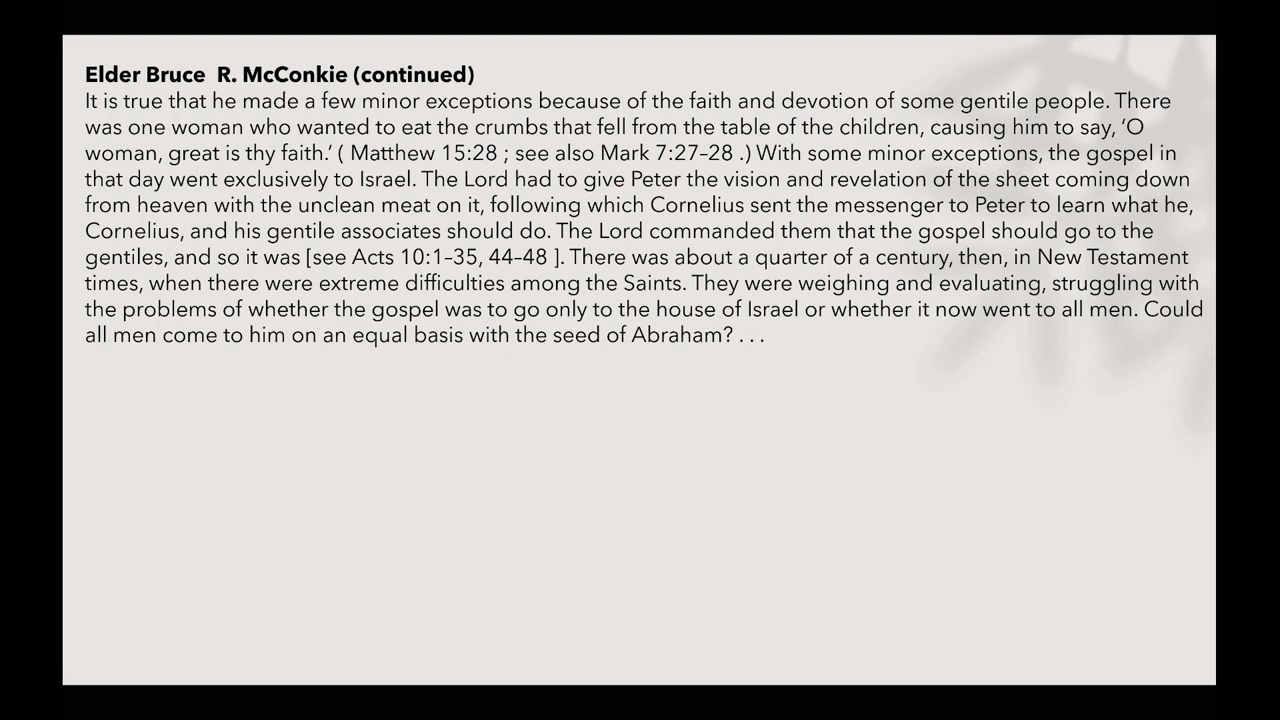 Elder Bruce  R. McConkie (continued)
It is true that he made a few minor exceptions because of the faith and devotion of some gentile people. There
was one woman who wanted to eat the crumbs that fell from the table of the children, causing him to say, ‘O
woman, great is thy faith.‘ ( Matthew 15:28 ; see also Mark 7:27–28 .) With some minor exceptions, the gospel in
that day went exclusively to Israel. The Lord had to give Peter the vision and revelation of the sheet coming down
from heaven with the unclean meat on it, following which Cornelius sent the messenger to Peter to learn what he,
Cornelius, and his gentile associates should do. The Lord commanded them that the gospel should go to the
gentiles, and so it was [see Acts 10:1–35, 44–48 ]. There was about a quarter of a century, then, in New Testament
times, when there were extreme difficulties among the Saints. They were weighing and evaluating, struggling with
the problems of whether the gospel was to go only to the house of Israel or whether it now went to all men. Could
all men come to him on an equal basis with the seed of Abraham? . . .